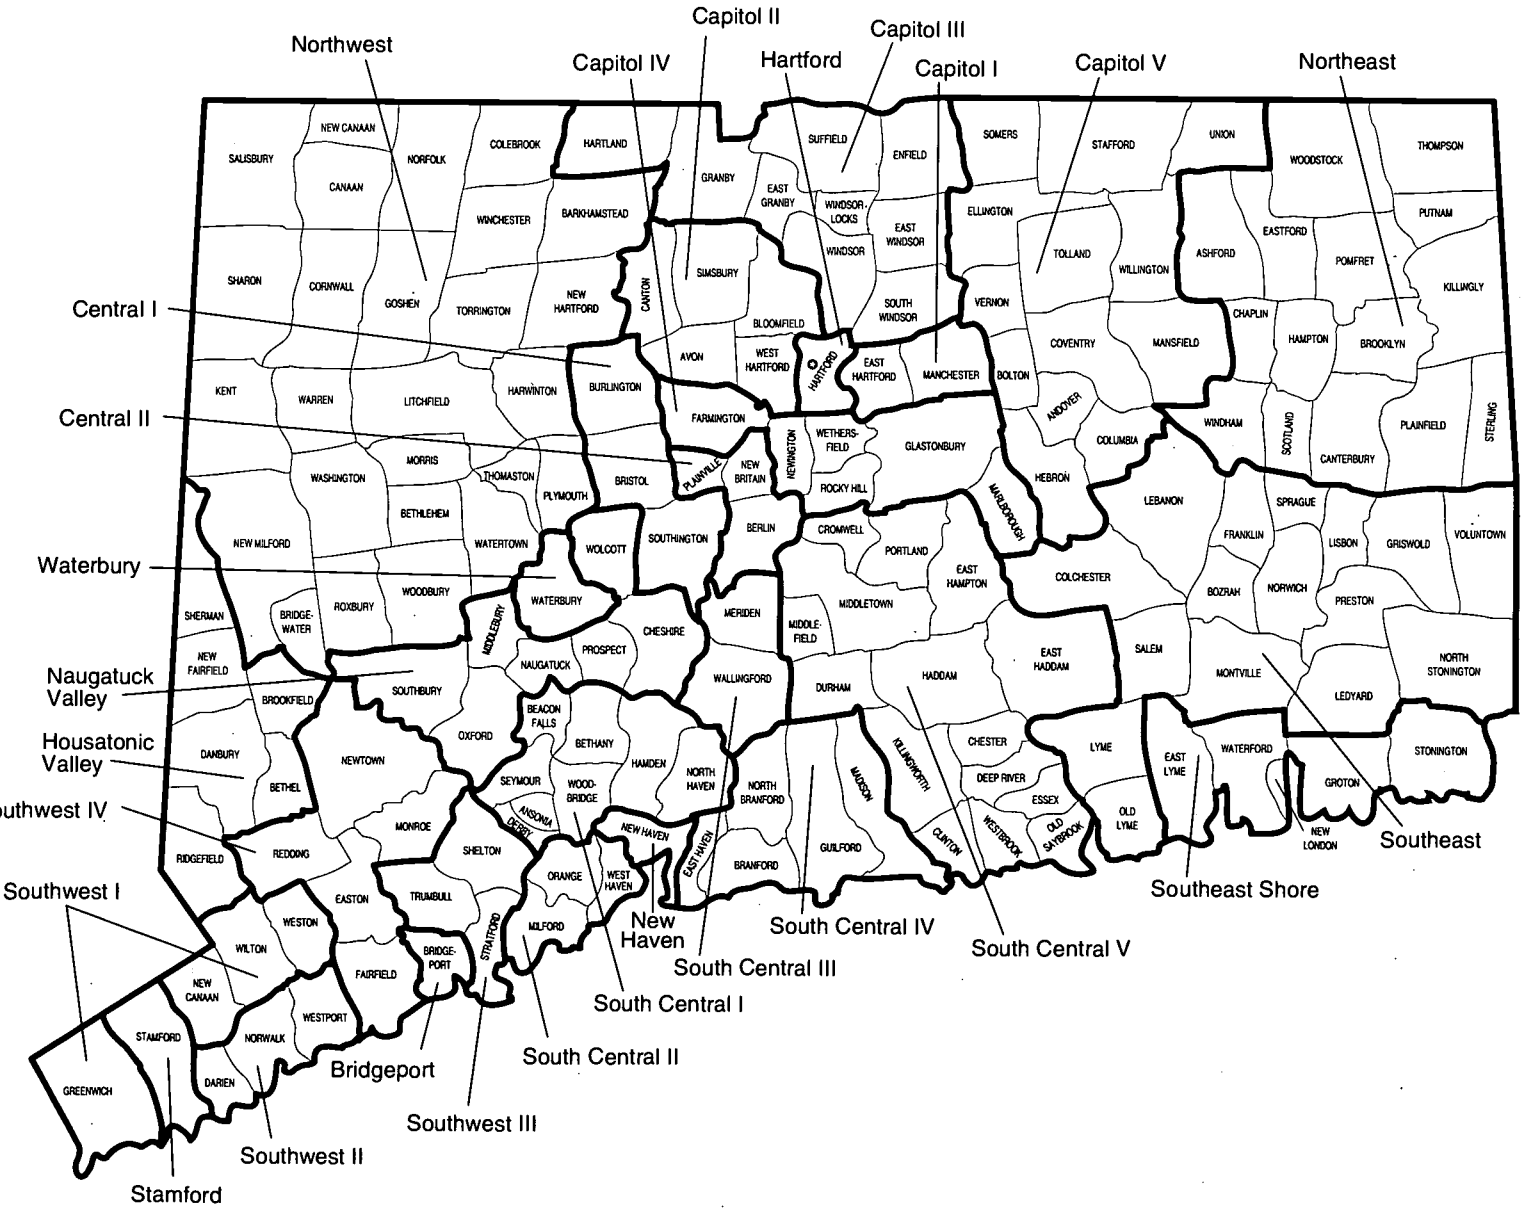 Capitol II
Capitol III
Northwest
Capitol IV
Hartford
Capitol I
Capitol V
Northeast
NEW CANAAN
COLEBROOK
HARTLAND
SUFFIELD
SOMERS
UNION
SALISBURY
NORFOLK
ENFIELD
STAFFORD
WOODSTOCK
THOMPSON
CANAAN
GRANBY
EAST
GRANBY
WINCHESTER
BARKHAMSTEAD
WINDSOR
LOCKS
ELLINGTON
PUTNAM
EAST
WINDSOR
EASTFORD
WINDSOR
TOLLAND
ASHFORD
POMFRET
SHARON
CORNWALL
SIMSBURY
WILLINGTON
KILLINGLY
GOSHEN
TORRINGTON
NEW
HARTFORD
CANTON
SOUTH
WINDSOR
VERNON
Central I
BLOOMFIELD
CHAPLIN
HAMPTON
BROOKLYN
COVENTRY
MANSFIELD
AVON
WEST
HARTFORD
HARTFORD
EAST
HARTFORD
MANCHESTER
BOLTON
KENT
WARREN
LITCHFIELD
HARWINTON
BURLINGTON
Central II
FARMINGTON
ANDOVER
COLUMBIA
WINDHAM
SCOTLAND
PLAINFIELD
STERLING
NEWINGTON
WETHERS-
FIELD
GLASTONBURY
CANTERBURY
WASHINGTON
MORRIS
THOMASTON
PLYMOUTH
BRISTOL
PLAINVILLE
NEW
BRITAIN
ROCKY HILL
MARLBOROUGH
HEBRON
LEBANON
SPRAGUE
BETHLEHEM
NEW MILFORD
WATERTOWN
WOLCOTT
SOUTHINGTON
BERLIN
CROMWELL
PORTLAND
FRANKLIN
LISBON
GRISWOLD
VOLUNTOWN
Waterbury
EAST
HAMPTON
COLCHESTER
WOODBURY
ROXBURY
WATERBURY
BOZRAH
NORWICH
PRESTON
SHERMAN
BRIDGE-
WATER
MIDDLEBURY
CHESHIRE
MERIDEN
MIDDLETOWN
MIDDLE-
FIELD
NEW
FAIRFIELD
NAUGATUCK
PROSPECT
EAST
HADDAM
SALEM
MONTVILLE
NORTH
STONINGTON
Naugatuck
Valley
SOUTHBURY
WALLINGFORD
DURHAM
HADDAM
LEDYARD
BROOKFIELD
BEACON
FALLS
Housatonic
Valley
DANBURY
NEWTOWN
OXFORD
BETHANY
HAMDEN
NORTH
HAVEN
KILLINGWORTH
CHESTER
LYME
EAST
LYME
WATERFORD
STONINGTON
BETHEL
SEYMOUR
WOOD-
BRIDGE
NORTH
BRANFORD
MADISON
DEEP RIVER
GROTON
ESSEX
outhwest IV
MONROE
ANSONIA
DERBY
NEW HAVEN
CLINTON
WESTBROOK
OLD
SAYBROOK
OLD
LYME
NEW
LONDON
Southeast
RIDGEFIELD
REDDING
SHELTON
EAST HAVEN
BRANFORD
GUILFORD
Southwest I
EASTON
TRUMBULL
ORANGE
WEST
HAVEN
Southeast Shore
WESTON
STRATFORD
MILFORD
New
Haven
South Central IV
WILTON
BRIDGE-
PORT
South Central V
FAIRFIELD
South Central III
NEW
CANAAN
South Central I
WESTPORT
STAMFORD
NORWALK
South Central II
Bridgeport
GREENWICH
DARIEN
Southwest III
Southwest II
Stamford